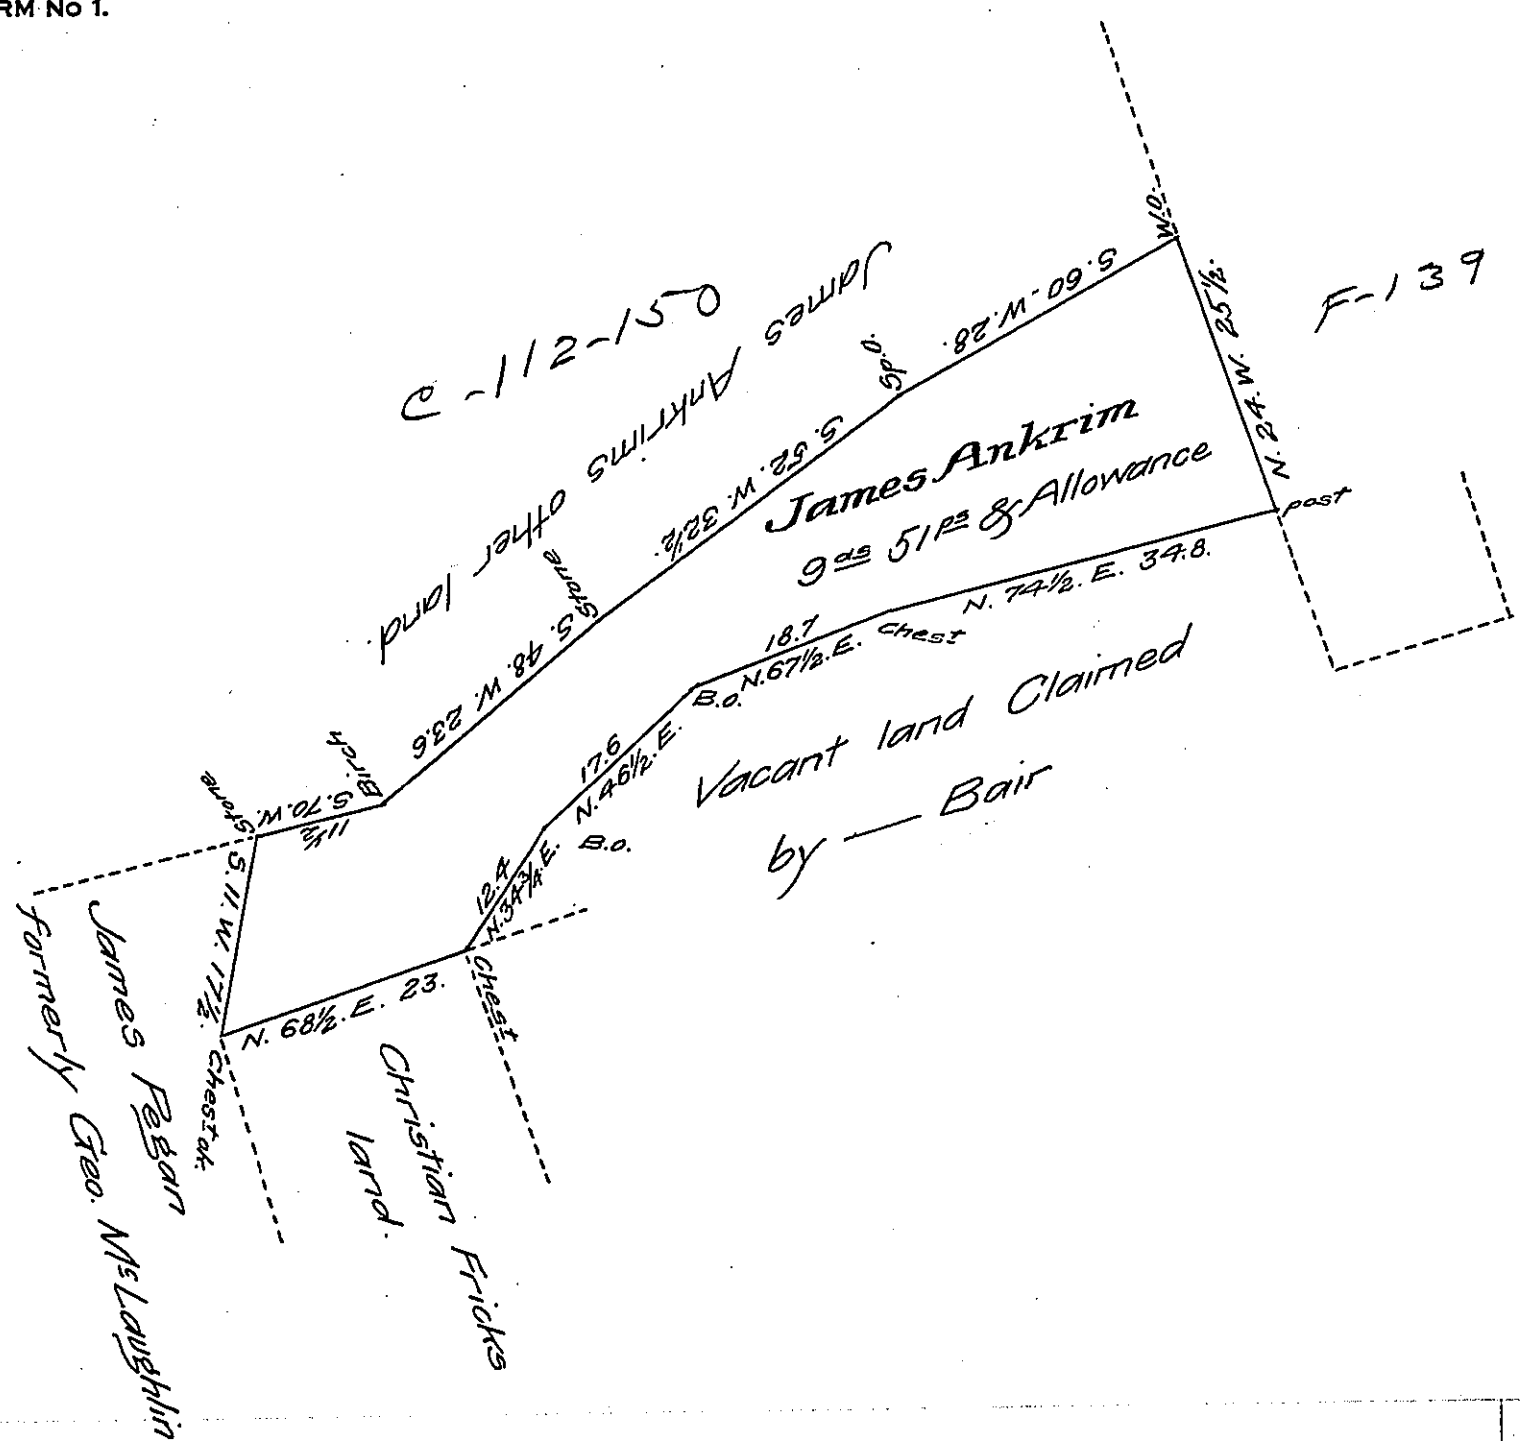 RM No 1.
C-112-150
F-139
James Ankrims other land.
W.O.
S. 60. W. 28.
Sp.O.
S. 52. W. 32½.
Stone
S. 48. W. 23.6
Birch
S. 70. W.
11½
Stone
S. 11. W. 17½.
Chest ok.
N. 68½. E. 23.
Chest
12.4
N. 34¾. E.
B.O.
17.6
N. 46½. E.
B.O.
18.7
N. 67½. E.
Chest
N. 74½. E. 34.8.
post
N. 24. W. 25½.
James Ankrim
9as 51ps & Allowance
Vacant land Claimed
by — Bair
James Pegan
formerly Geo. McLaughlin
Christian Fricks
land.